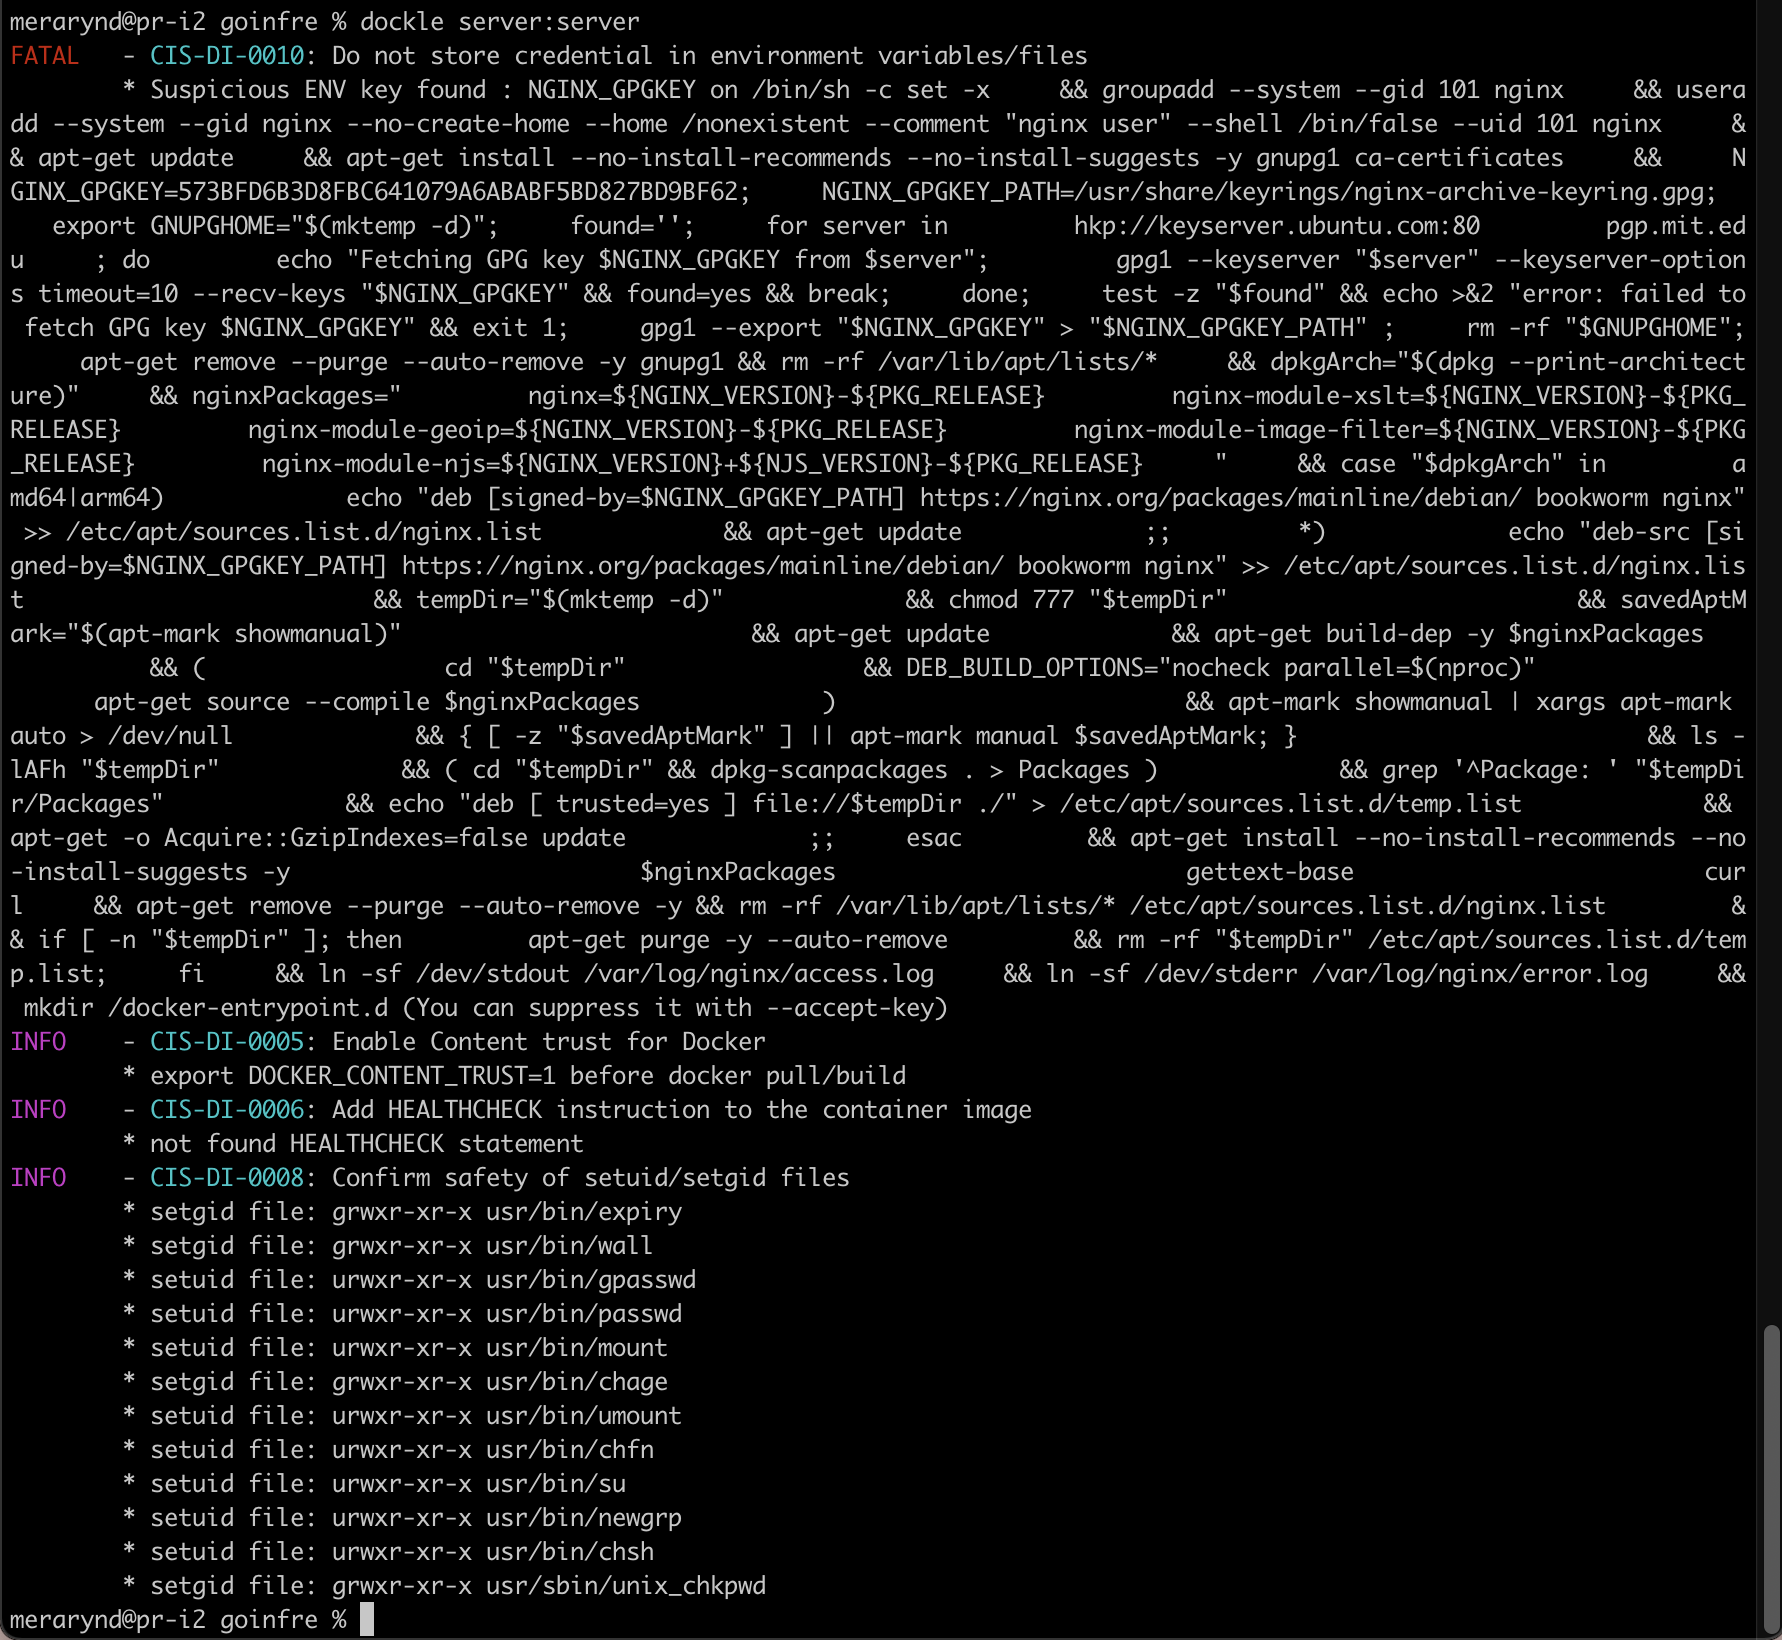 merarynd@pr-i2 goinfre % dockle server:server
FATAL   - CIS-DI-0010: Do not store credential in environment variables/files
        * Suspicious ENV key found : NGINX_GPGKEY on /bin/sh -c set -x     && groupadd --system --gid 101 nginx     && usera
dd --system --gid nginx --no-create-home --home /nonexistent --comment "nginx user" --shell /bin/false --uid 101 nginx     &
& apt-get update     && apt-get install --no-install-recommends --no-install-suggests -y gnupg1 ca-certificates     &&     N
GINX_GPGKEY=573BFD6B3D8FBC641079A6ABABF5BD827BD9BF62;     NGINX_GPGKEY_PATH=/usr/share/keyrings/nginx-archive-keyring.gpg;
   export GNUPGHOME="$(mktemp -d)";     found='';     for server in         hkp://keyserver.ubuntu.com:80         pgp.mit.ed
u     ; do         echo "Fetching GPG key $NGINX_GPGKEY from $server";         gpg1 --keyserver "$server" --keyserver-option
s timeout=10 --recv-keys "$NGINX_GPGKEY" && found=yes && break;     done;     test -z "$found" && echo >&2 "error: failed to
 fetch GPG key $NGINX_GPGKEY" && exit 1;     gpg1 --export "$NGINX_GPGKEY" > "$NGINX_GPGKEY_PATH" ;     rm -rf "$GNUPGHOME";
     apt-get remove --purge --auto-remove -y gnupg1 && rm -rf /var/lib/apt/lists/*     && dpkgArch="$(dpkg --print-architect
ure)"     && nginxPackages="         nginx=${NGINX_VERSION}-${PKG_RELEASE}         nginx-module-xslt=${NGINX_VERSION}-${PKG_
RELEASE}         nginx-module-geoip=${NGINX_VERSION}-${PKG_RELEASE}         nginx-module-image-filter=${NGINX_VERSION}-${PKG
_RELEASE}         nginx-module-njs=${NGINX_VERSION}+${NJS_VERSION}-${PKG_RELEASE}     "     && case "$dpkgArch" in         a
md64|arm64)             echo "deb [signed-by=$NGINX_GPGKEY_PATH] https://nginx.org/packages/mainline/debian/ bookworm nginx"
 >> /etc/apt/sources.list.d/nginx.list             && apt-get update             ;;         *)             echo "deb-src [si
gned-by=$NGINX_GPGKEY_PATH] https://nginx.org/packages/mainline/debian/ bookworm nginx" >> /etc/apt/sources.list.d/nginx.lis
t                         && tempDir="$(mktemp -d)"             && chmod 777 "$tempDir"                         && savedAptM
ark="$(apt-mark showmanual)"                         && apt-get update             && apt-get build-dep -y $nginxPackages
          && (                 cd "$tempDir"                 && DEB_BUILD_OPTIONS="nocheck parallel=$(nproc)"
      apt-get source --compile $nginxPackages             )                         && apt-mark showmanual | xargs apt-mark
auto > /dev/null             && { [ -z "$savedAptMark" ] || apt-mark manual $savedAptMark; }                         && ls -
lAFh "$tempDir"             && ( cd "$tempDir" && dpkg-scanpackages . > Packages )             && grep '^Package: ' "$tempDi
r/Packages"             && echo "deb [ trusted=yes ] file://$tempDir ./" > /etc/apt/sources.list.d/temp.list             &&
apt-get -o Acquire::GzipIndexes=false update             ;;     esac         && apt-get install --no-install-recommends --no
-install-suggests -y                         $nginxPackages                         gettext-base                         cur
l     && apt-get remove --purge --auto-remove -y && rm -rf /var/lib/apt/lists/* /etc/apt/sources.list.d/nginx.list         &
& if [ -n "$tempDir" ]; then         apt-get purge -y --auto-remove         && rm -rf "$tempDir" /etc/apt/sources.list.d/tem
p.list;     fi     && ln -sf /dev/stdout /var/log/nginx/access.log     && ln -sf /dev/stderr /var/log/nginx/error.log     &&
 mkdir /docker-entrypoint.d (You can suppress it with --accept-key)
INFO    - CIS-DI-0005: Enable Content trust for Docker
        * export DOCKER_CONTENT_TRUST=1 before docker pull/build
INFO    - CIS-DI-0006: Add HEALTHCHECK instruction to the container image
        * not found HEALTHCHECK statement
INFO    - CIS-DI-0008: Confirm safety of setuid/setgid files
        * setgid file: grwxr-xr-x usr/bin/expiry
        * setgid file: grwxr-xr-x usr/bin/wall
        * setuid file: urwxr-xr-x usr/bin/gpasswd
        * setuid file: urwxr-xr-x usr/bin/passwd
        * setuid file: urwxr-xr-x usr/bin/mount
        * setgid file: grwxr-xr-x usr/bin/chage
        * setuid file: urwxr-xr-x usr/bin/umount
        * setuid file: urwxr-xr-x usr/bin/chfn
        * setuid file: urwxr-xr-x usr/bin/su
        * setuid file: urwxr-xr-x usr/bin/newgrp
        * setuid file: urwxr-xr-x usr/bin/chsh
        * setgid file: grwxr-xr-x usr/sbin/unix_chkpwd
merarynd@pr-i2 goinfre %